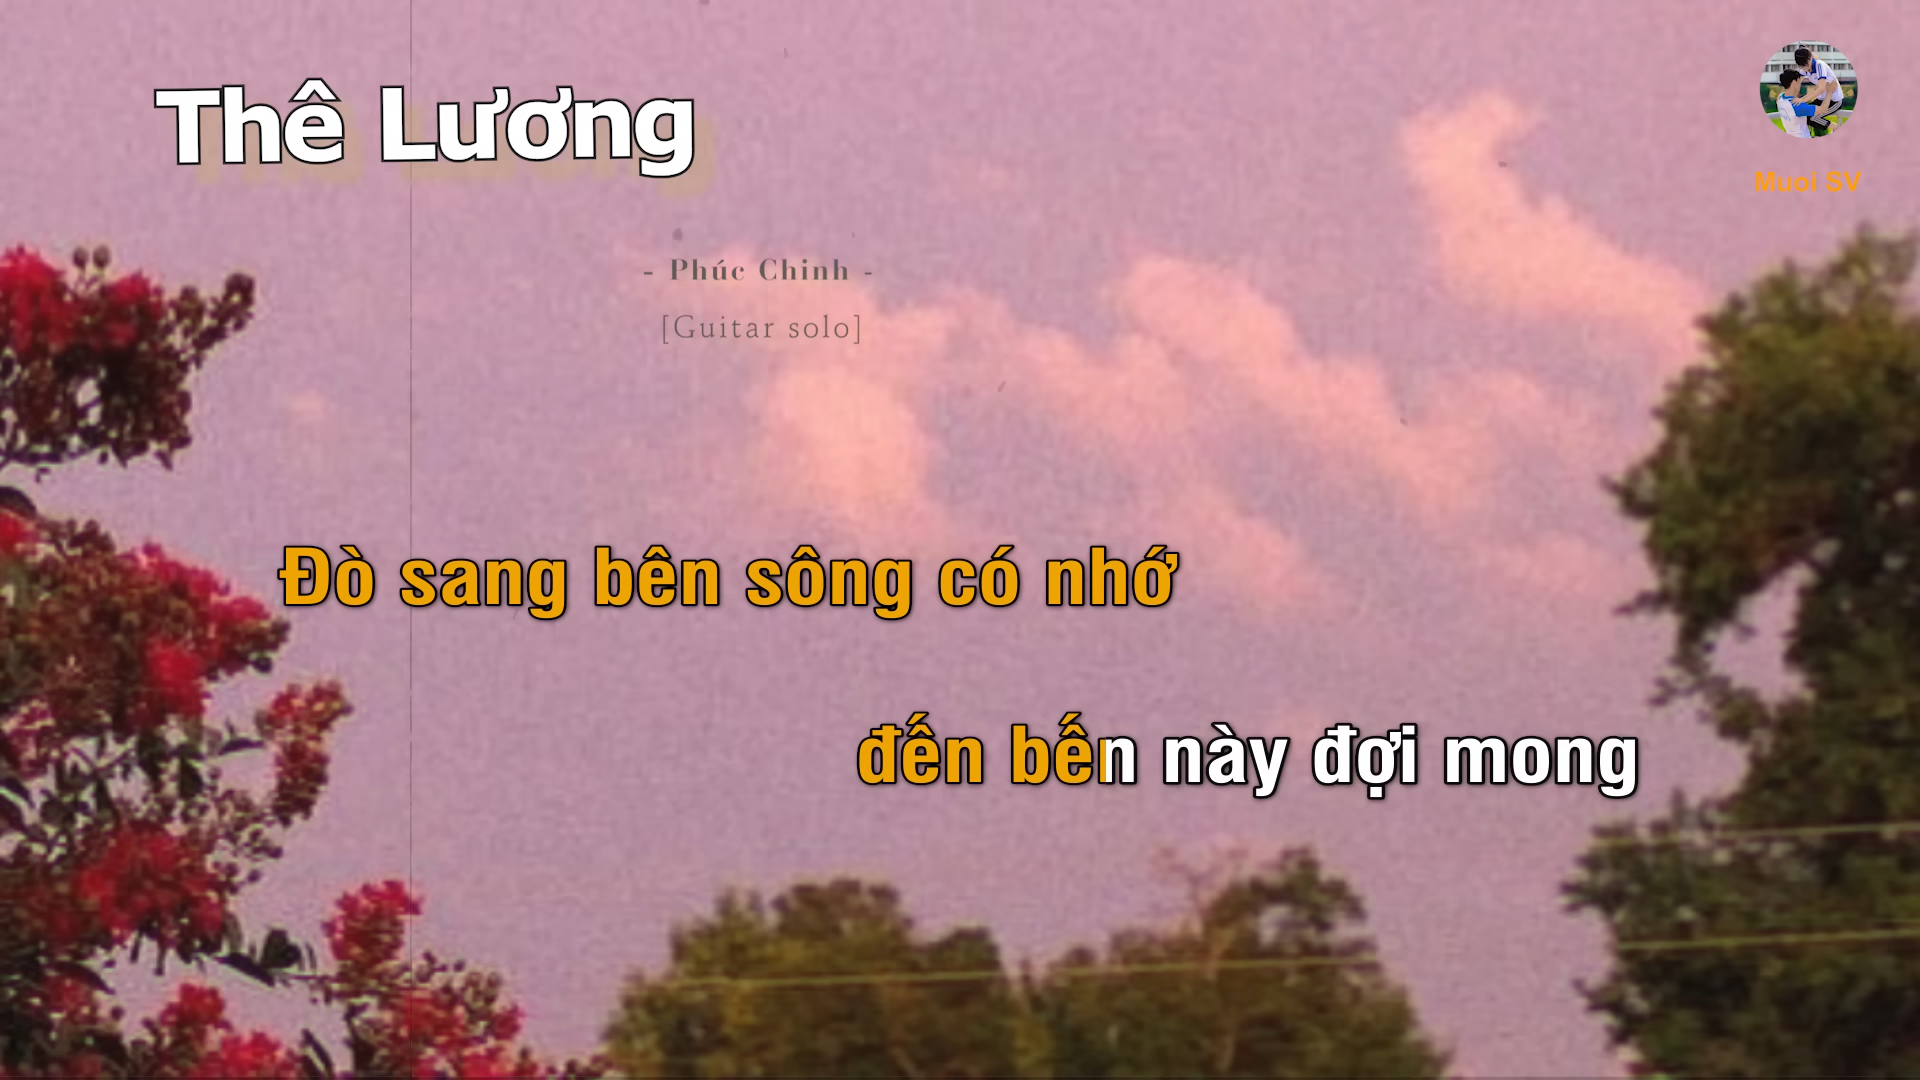 Thê Lương
Muoi SV
- Phúc Chinh -
[Guitar solo]
Đò sang bên sông có nhớ
đến bến này đợi mong